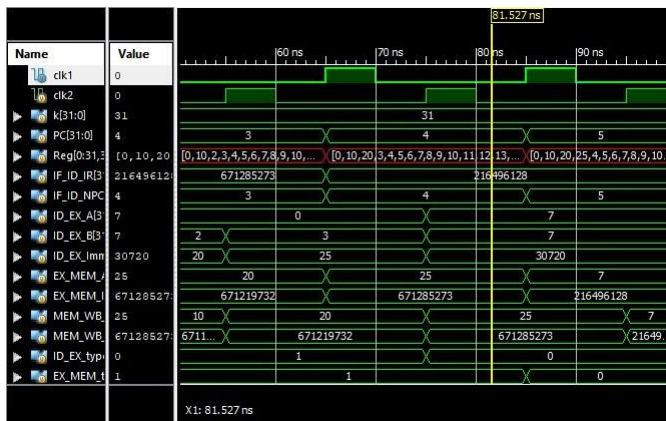 81.527 ns
Name Value 60 ns 70 ns 80 ns 90 ns
clk1 0
clk2 0
k[31:0] 31 31
PC[31:0] 4 3 4 5
Reg[0:31,3 [0,10,20 [0,10,2,3,4,5,6,7,8,9,10,... [0,10,20,3,4,5,6,7,8,9,10,11,12,13,... [0,10,20,25,4,5,6,7,8,9,10.
IF_ID_IR[3 216496128 671285273 216496128
IF_ID_NPC 4 3 4 5
ID_EX_A[31 7 0 7
ID_EX_B[31 7 2 3 7
ID_EX_Imm 30720 20 25 30720
EX_MEM_A 25 20 25 7
EX_MEM_I 671285273 671219732 671285273 216496128
MEM_WB_ 25 10 20 25 7
MEM_WB_ 671285273 6711... 671219732 671285273 21649.
ID_EX_type 0 1 0
EX_MEM_t 1 1 0
X1: 81.527 ns